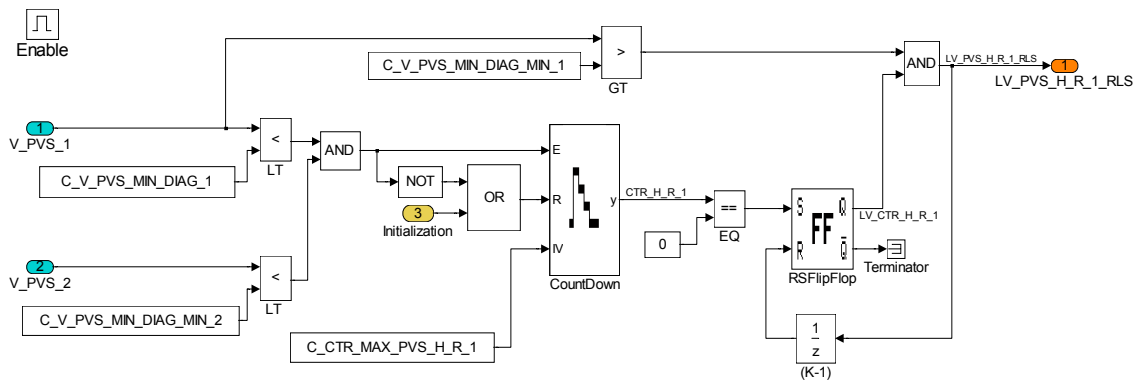 Enable
C_V_PVS_MIN_DIAG_MIN_1
>
GT
AND
LV_PVS_H_R_1_RLS
1
LV_PVS_H_R_1_RLS
1
V_PVS_1
<
LT
AND
C_V_PVS_MIN_DIAG_1
NOT
OR
3
Initialization
E
R
IV
y
CountDown
CTR_H_R_1
==
EQ
0
S
R
Q
Q̅
FF
RSFlipFlop
LV_CTR_H_R_1
Terminator
2
V_PVS_2
<
LT
C_V_PVS_MIN_DIAG_MIN_2
C_CTR_MAX_PVS_H_R_1
1
z
(K-1)